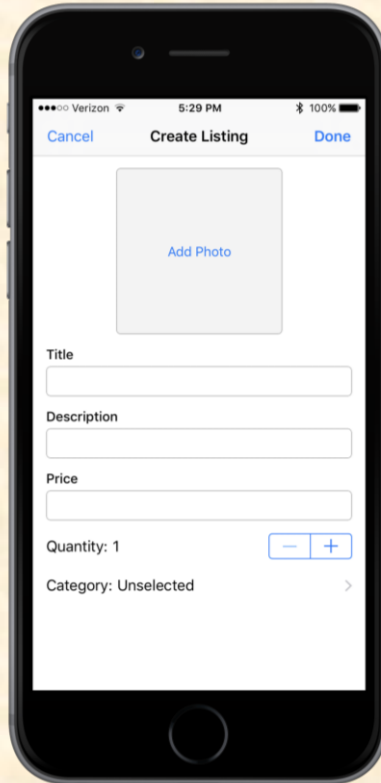 Verizon 5:29 PM 100%
Cancel Create Listing Done
Add Photo
Title
Description
Price
Quantity: 1 − +
Category: Unselected